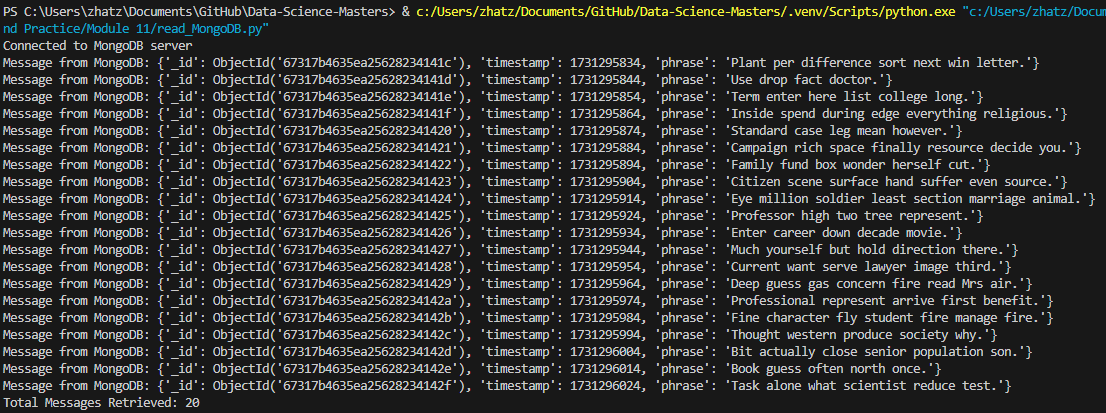 PS C:\Users\zhatz\Documents\GitHub\Data-Science-Masters> & c:/Users/zhatz/Documents/GitHub/Data-Science-Masters/.venv/Scripts/python.exe "c:/Users/zhatz/Docum
nd Practice/Module 11/read_MongoDB.py"
Connected to MongoDB server
Message from MongoDB: {'_id': ObjectId('67317b4635ea25628234141c'), 'timestamp': 1731295834, 'phrase': 'Plant per difference sort next win letter.'}
Message from MongoDB: {'_id': ObjectId('67317b4635ea25628234141d'), 'timestamp': 1731295844, 'phrase': 'Use drop fact doctor.'}
Message from MongoDB: {'_id': ObjectId('67317b4635ea25628234141e'), 'timestamp': 1731295854, 'phrase': 'Term enter here list college long.'}
Message from MongoDB: {'_id': ObjectId('67317b4635ea25628234141f'), 'timestamp': 1731295864, 'phrase': 'Inside spend during edge everything religious.'}
Message from MongoDB: {'_id': ObjectId('67317b4635ea256282341420'), 'timestamp': 1731295874, 'phrase': 'Standard case leg mean however.'}
Message from MongoDB: {'_id': ObjectId('67317b4635ea256282341421'), 'timestamp': 1731295884, 'phrase': 'Campaign rich space finally resource decide you.'}
Message from MongoDB: {'_id': ObjectId('67317b4635ea256282341422'), 'timestamp': 1731295894, 'phrase': 'Family fund box wonder herself cut.'}
Message from MongoDB: {'_id': ObjectId('67317b4635ea256282341423'), 'timestamp': 1731295904, 'phrase': 'Citizen scene surface hand suffer even source.'}
Message from MongoDB: {'_id': ObjectId('67317b4635ea256282341424'), 'timestamp': 1731295914, 'phrase': 'Eye million soldier least section marriage animal.'}
Message from MongoDB: {'_id': ObjectId('67317b4635ea256282341425'), 'timestamp': 1731295924, 'phrase': 'Professor high two tree represent.'}
Message from MongoDB: {'_id': ObjectId('67317b4635ea256282341426'), 'timestamp': 1731295934, 'phrase': 'Enter career down decade movie.'}
Message from MongoDB: {'_id': ObjectId('67317b4635ea256282341427'), 'timestamp': 1731295944, 'phrase': 'Much yourself but hold direction there.'}
Message from MongoDB: {'_id': ObjectId('67317b4635ea256282341428'), 'timestamp': 1731295954, 'phrase': 'Current want serve lawyer image third.'}
Message from MongoDB: {'_id': ObjectId('67317b4635ea256282341429'), 'timestamp': 1731295964, 'phrase': 'Deep guess gas concern fire read Mrs air.'}
Message from MongoDB: {'_id': ObjectId('67317b4635ea25628234142a'), 'timestamp': 1731295974, 'phrase': 'Professional represent arrive first benefit.'}
Message from MongoDB: {'_id': ObjectId('67317b4635ea25628234142b'), 'timestamp': 1731295984, 'phrase': 'Fine character fly student fire manage fire.'}
Message from MongoDB: {'_id': ObjectId('67317b4635ea25628234142c'), 'timestamp': 1731295994, 'phrase': 'Thought western produce society why.'}
Message from MongoDB: {'_id': ObjectId('67317b4635ea25628234142d'), 'timestamp': 1731296004, 'phrase': 'Bit actually close senior population son.'}
Message from MongoDB: {'_id': ObjectId('67317b4635ea25628234142e'), 'timestamp': 1731296014, 'phrase': 'Book guess often north once.'}
Message from MongoDB: {'_id': ObjectId('67317b4635ea25628234142f'), 'timestamp': 1731296024, 'phrase': 'Task alone what scientist reduce test.'}
Total Messages Retrieved: 20